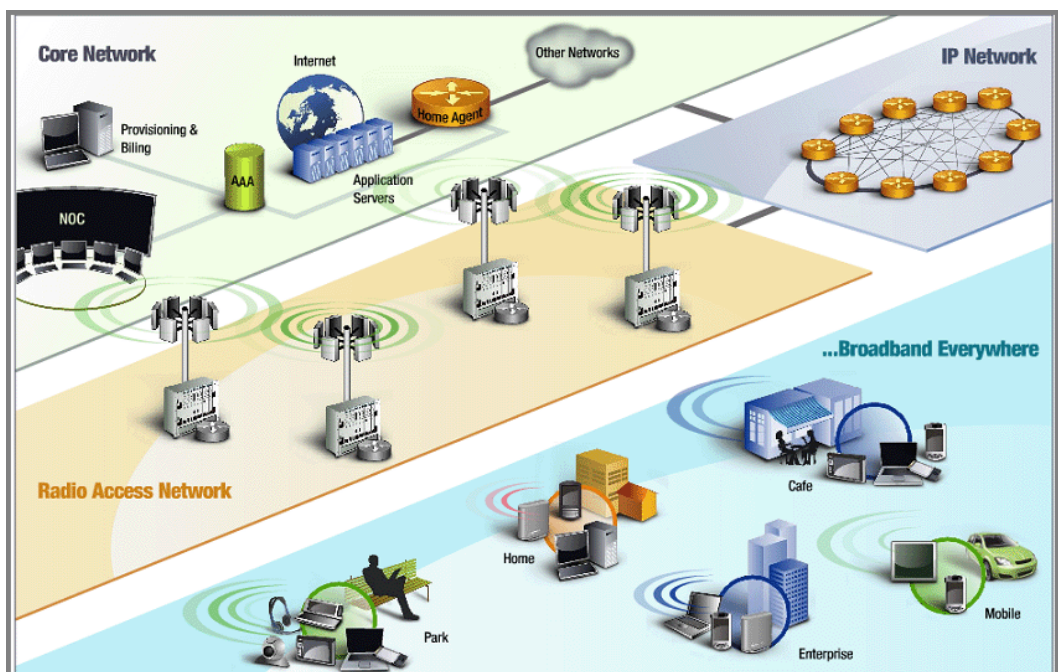 Core Network
Internet
Other Networks
IP Network
Home Agent
Provisioning &
Biling
AAA
Application
Servers
NOC
...Broadband Everywhere
Radio Access Network
Cafe
Home
Park
Enterprise
Mobile